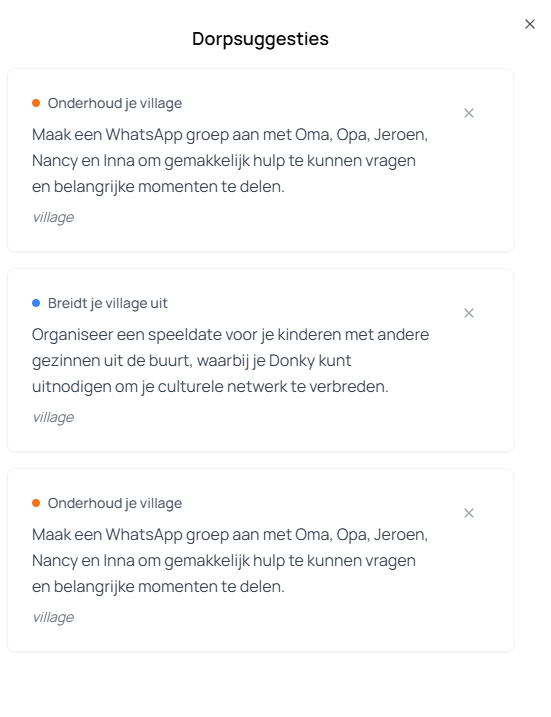 Dorpsuggesties
Onderhoud je village
Maak een WhatsApp groep aan met Oma, Opa, Jeroen,
Nancy en Inna om gemakkelijk hulp te kunnen vragen
en belangrijke momenten te delen.
village
Breidt je village uit
Organiseer een speeldate voor je kinderen met andere
gezinnen uit de buurt, waarbij je Donky kunt
uitnodigen om je culturele netwerk te verbreden.
village
Onderhoud je village
Maak een WhatsApp groep aan met Oma, Opa, Jeroen,
Nancy en Inna om gemakkelijk hulp te kunnen vragen
en belangrijke momenten te delen.
village